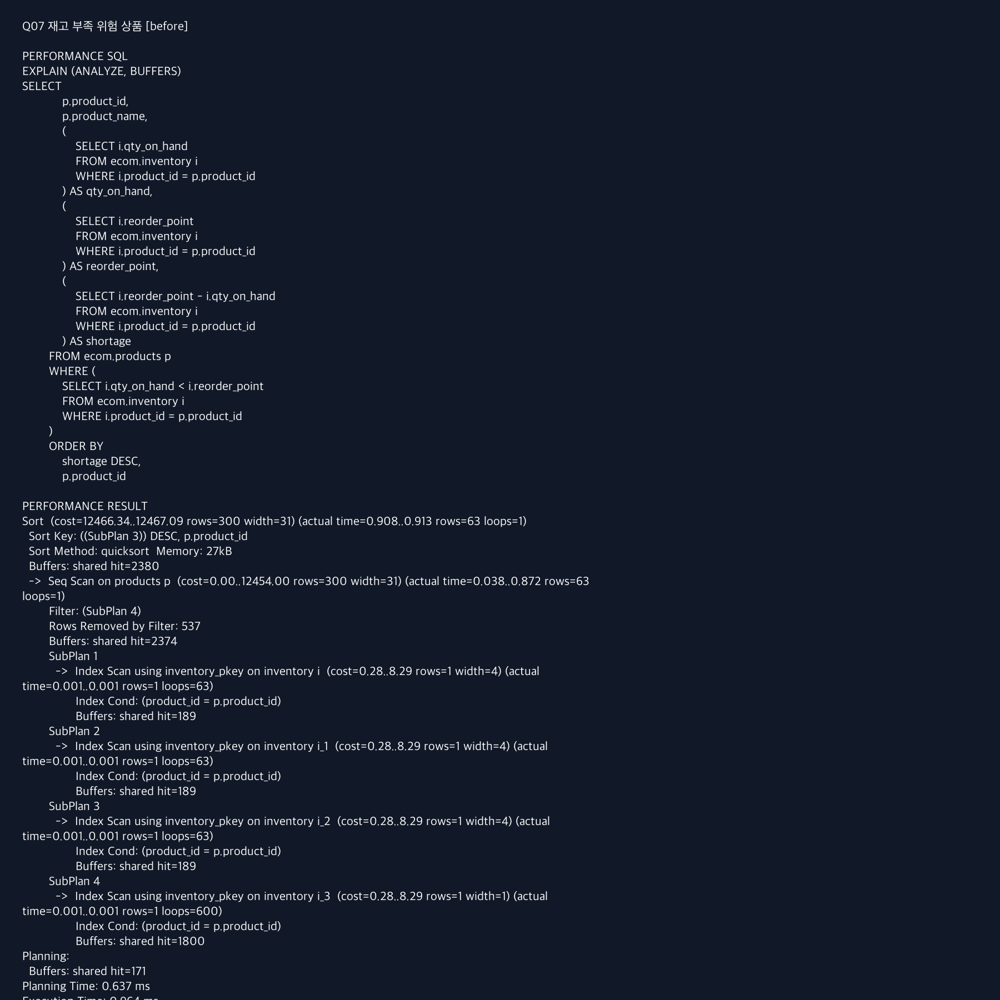 Q07 재고 부족 위험 상품 [before]
PERFORMANCE SQL
EXPLAIN (ANALYZE, BUFFERS)
SELECT
p.product_id,
p.product_name,
(
SELECT i.qty_on_hand
FROM ecom.inventory i
WHERE i.product_id = p.product_id
) AS qty_on_hand,
(
SELECT i.reorder_point
FROM ecom.inventory i
WHERE i.product_id = p.product_id
) AS reorder_point,
(
SELECT i.reorder_point - i.qty_on_hand
FROM ecom.inventory i
WHERE i.product_id = p.product_id
) AS shortage
FROM ecom.products p
WHERE (
SELECT i.qty_on_hand < i.reorder_point
FROM ecom.inventory i
WHERE i.product_id = p.product_id
)
ORDER BY
shortage DESC,
p.product_id
PERFORMANCE RESULT
Sort  (cost=12466.34..12467.09 rows=300 width=31) (actual time=0.908..0.913 rows=63 loops=1)
Sort Key: ((SubPlan 3)) DESC, p.product_id
Sort Method: quicksort  Memory: 27kB
Buffers: shared hit=2380
->  Seq Scan on products p  (cost=0.00..12454.00 rows=300 width=31) (actual time=0.038..0.872 rows=63
loops=1)
Filter: (SubPlan 4)
Rows Removed by Filter: 537
Buffers: shared hit=2374
SubPlan 1
->  Index Scan using inventory_pkey on inventory i  (cost=0.28..8.29 rows=1 width=4) (actual
time=0.001..0.001 rows=1 loops=63)
Index Cond: (product_id = p.product_id)
Buffers: shared hit=189
SubPlan 2
->  Index Scan using inventory_pkey on inventory i_1  (cost=0.28..8.29 rows=1 width=4) (actual
time=0.001..0.001 rows=1 loops=63)
Index Cond: (product_id = p.product_id)
Buffers: shared hit=189
SubPlan 3
->  Index Scan using inventory_pkey on inventory i_2  (cost=0.28..8.29 rows=1 width=4) (actual
time=0.001..0.001 rows=1 loops=63)
Index Cond: (product_id = p.product_id)
Buffers: shared hit=189
SubPlan 4
->  Index Scan using inventory_pkey on inventory i_3  (cost=0.28..8.29 rows=1 width=1) (actual
time=0.001..0.001 rows=1 loops=600)
Index Cond: (product_id = p.product_id)
Buffers: shared hit=1800
Planning:
Buffers: shared hit=171
Planning Time: 0.637 ms
Execution Time: 0.964 ms